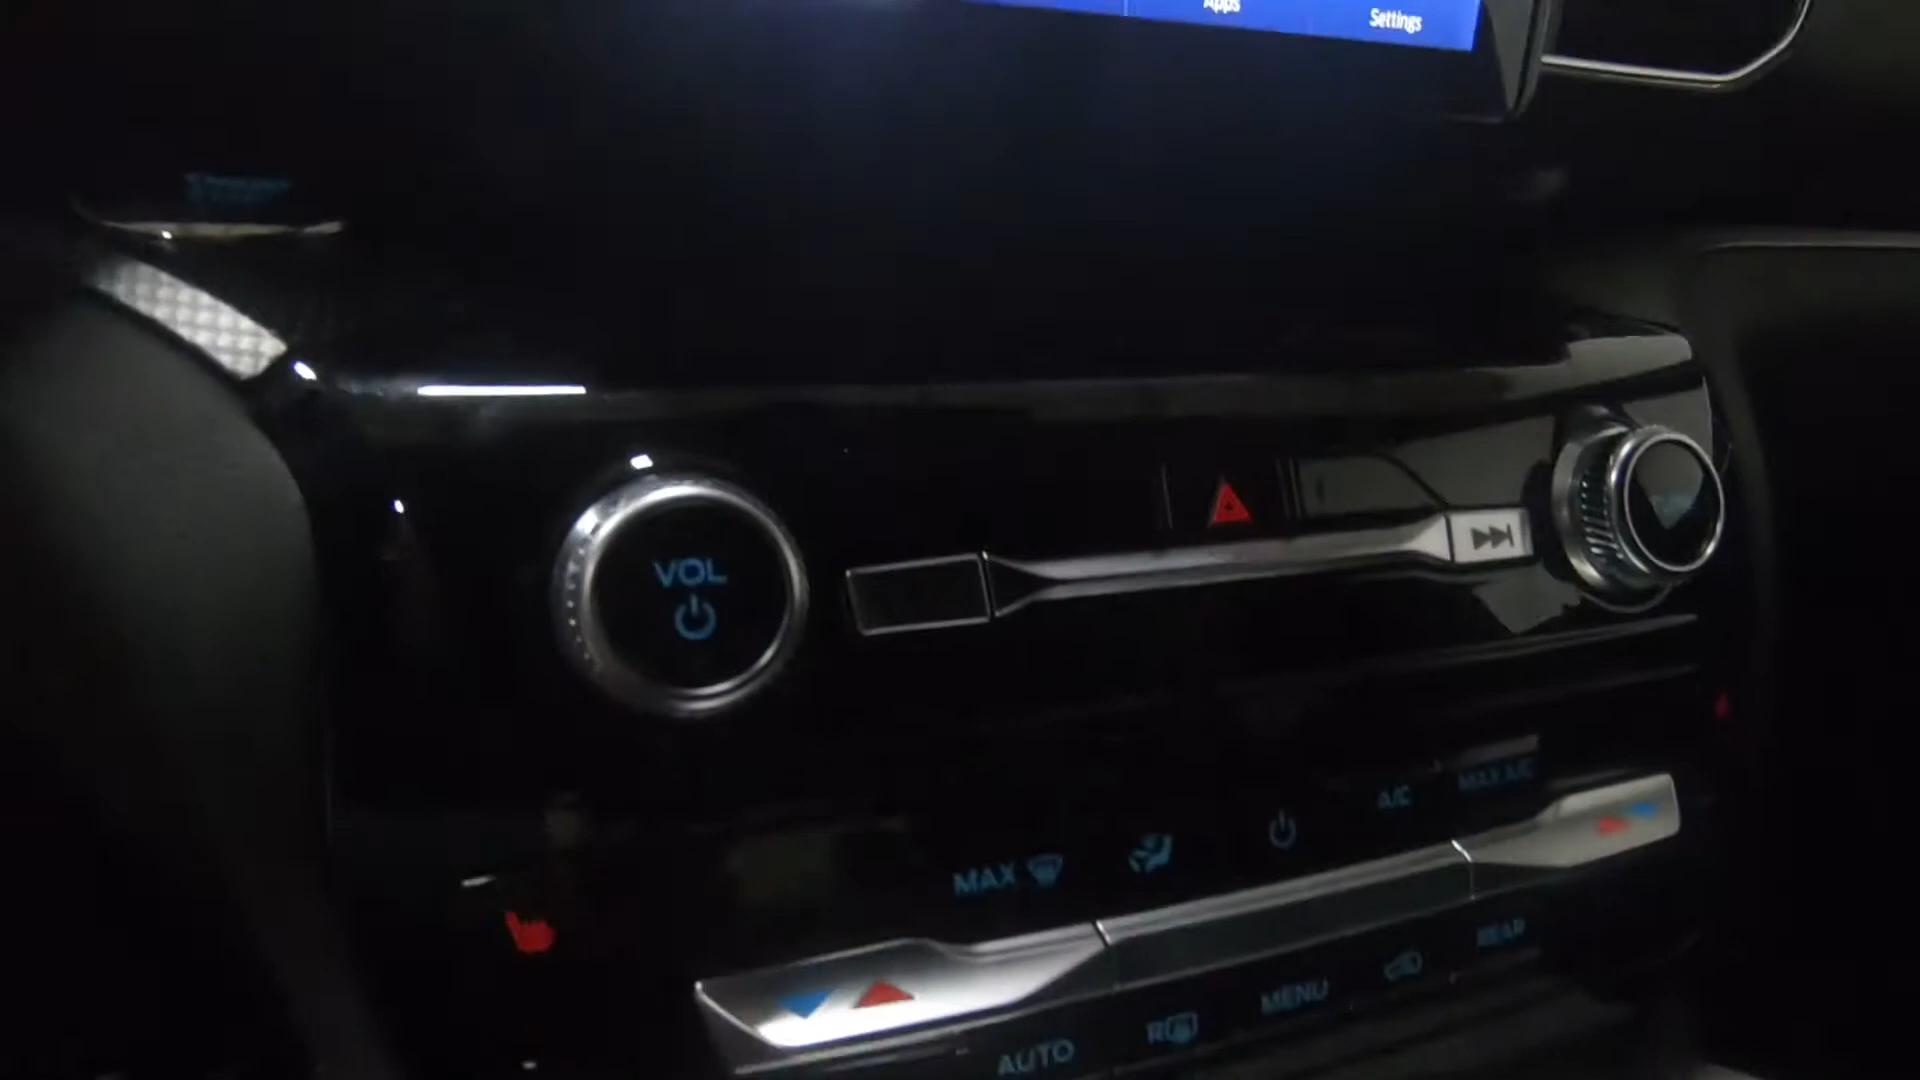 Apps
Settings
VOL
A/C
MAX A/C
MAX
REAR
MENU
R
AUTO